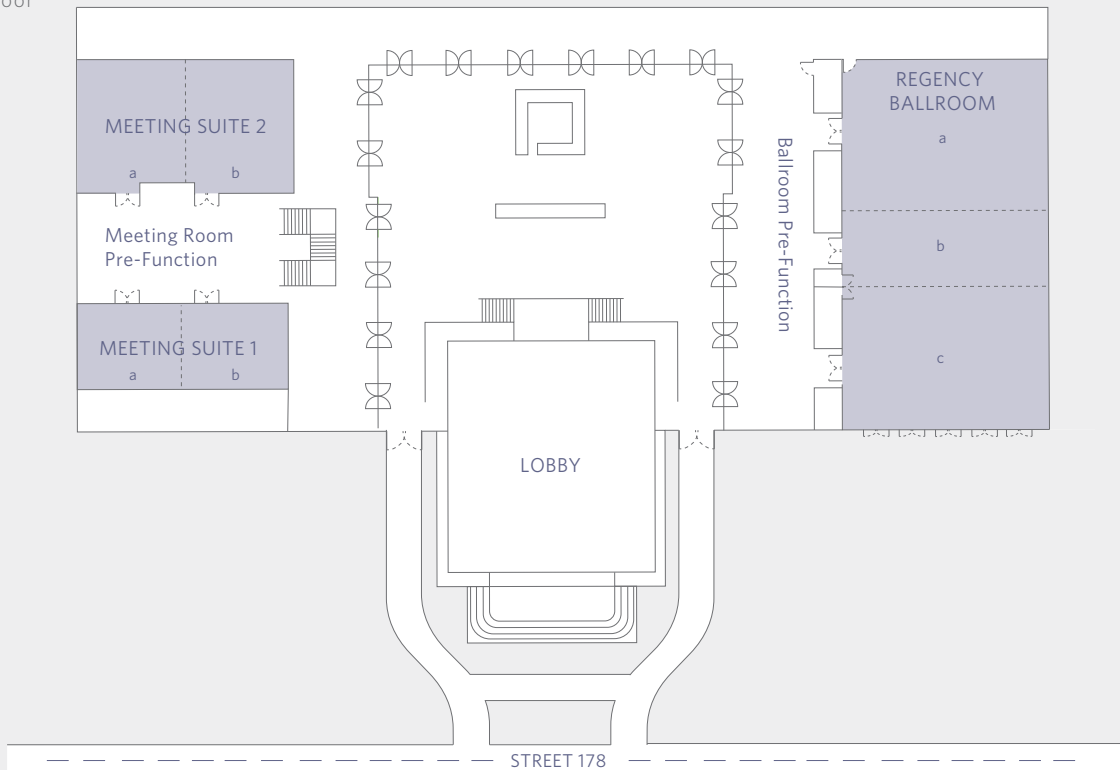 REGENCY
BALLROOM
a
MEETING SUITE 2
a b
Ballroom Pre-Function
Meeting Room
Pre-Function
b
MEETING SUITE 1
a b
c
LOBBY
STREET 178